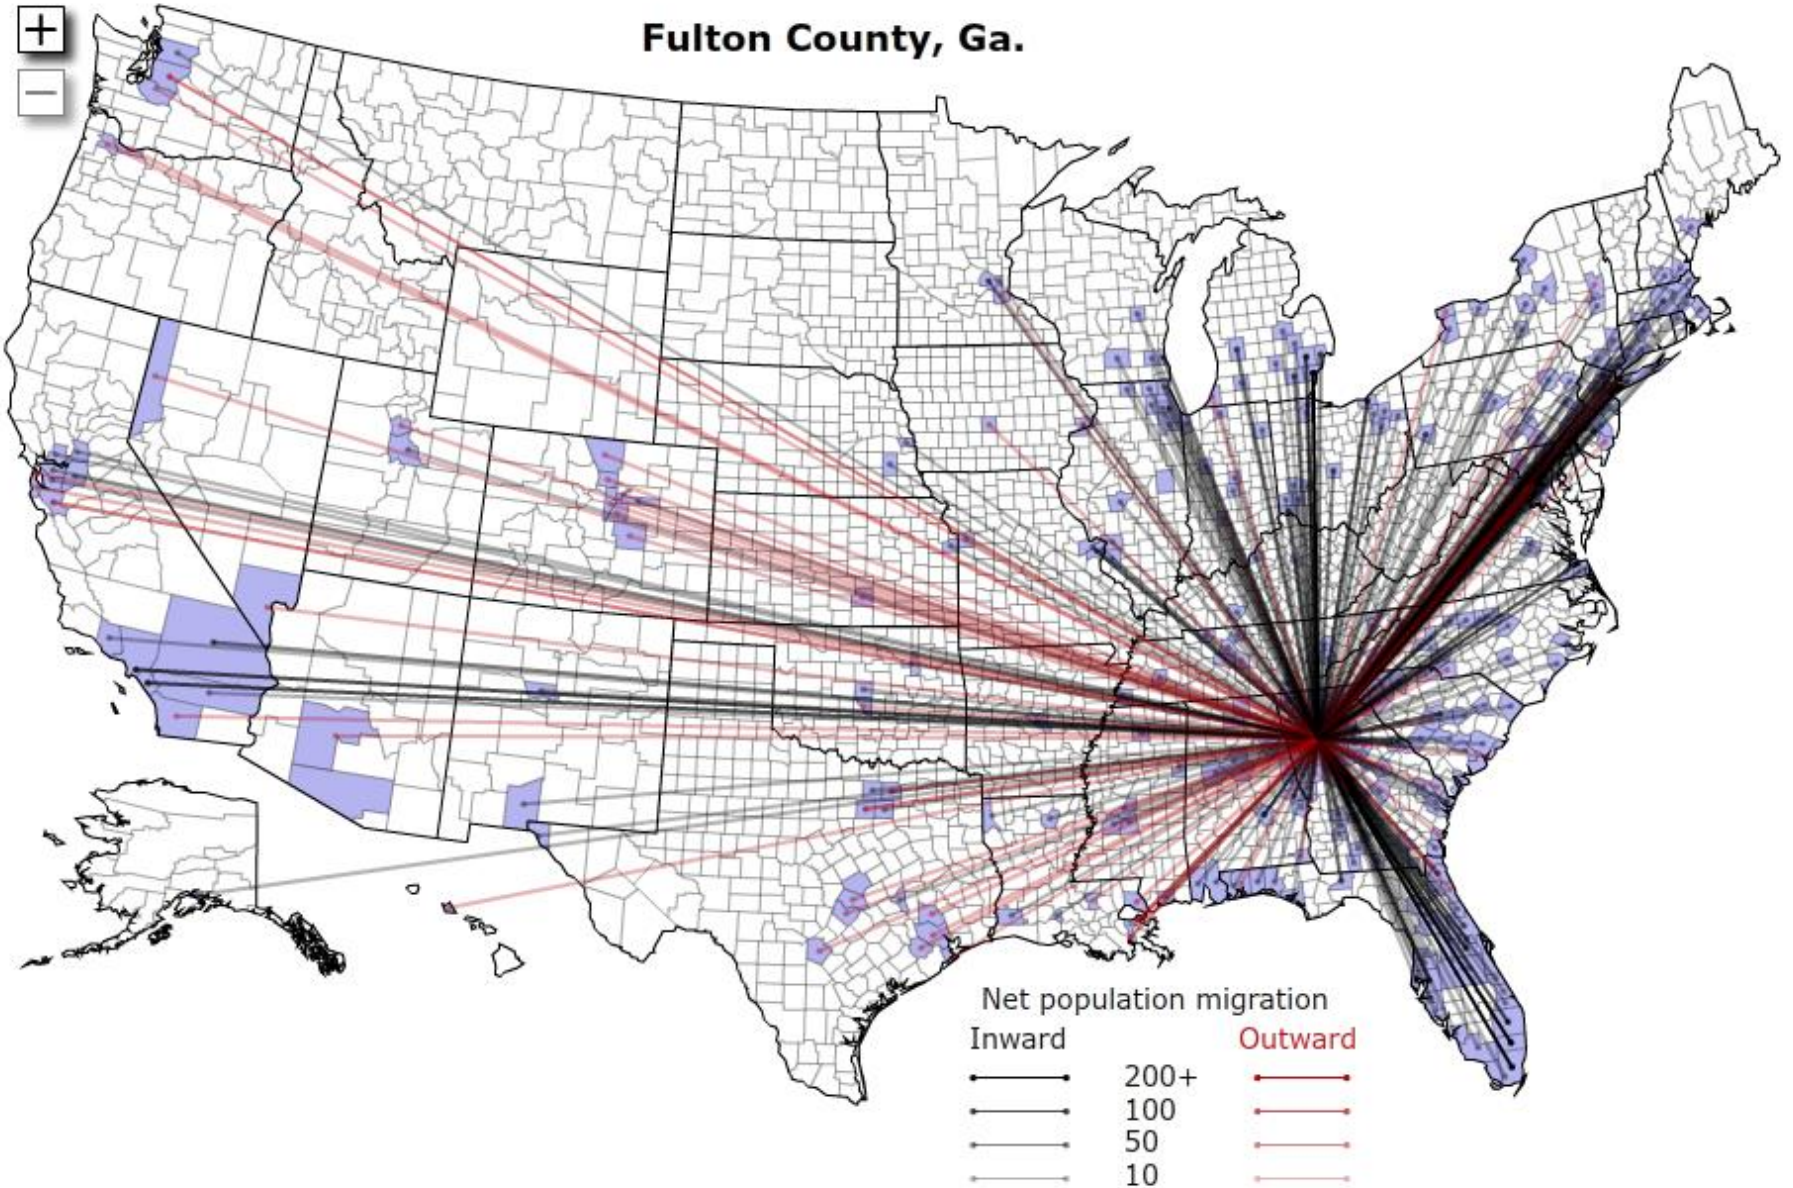 +
−
Fulton County, Ga.
Net population migration
Inward Outward
200+
100
50
10